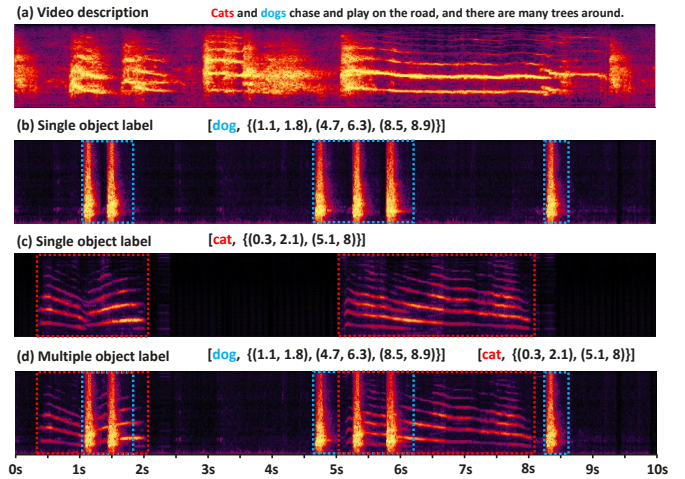 (a) Video description Cats and dogs chase and play on the road, and there are many trees around.
(b) Single object label [dog, {(1.1, 1.8), (4.7, 6.3), (8.5, 8.9)}]
(c) Single object label [cat, {(0.3, 2.1), (5.1, 8)}]
(d) Multiple object label [dog, {(1.1, 1.8), (4.7, 6.3), (8.5, 8.9)}] [cat, {(0.3, 2.1), (5.1, 8)}]
0s 1s 2s 3s 4s 5s 6s 7s 8s 9s 10s